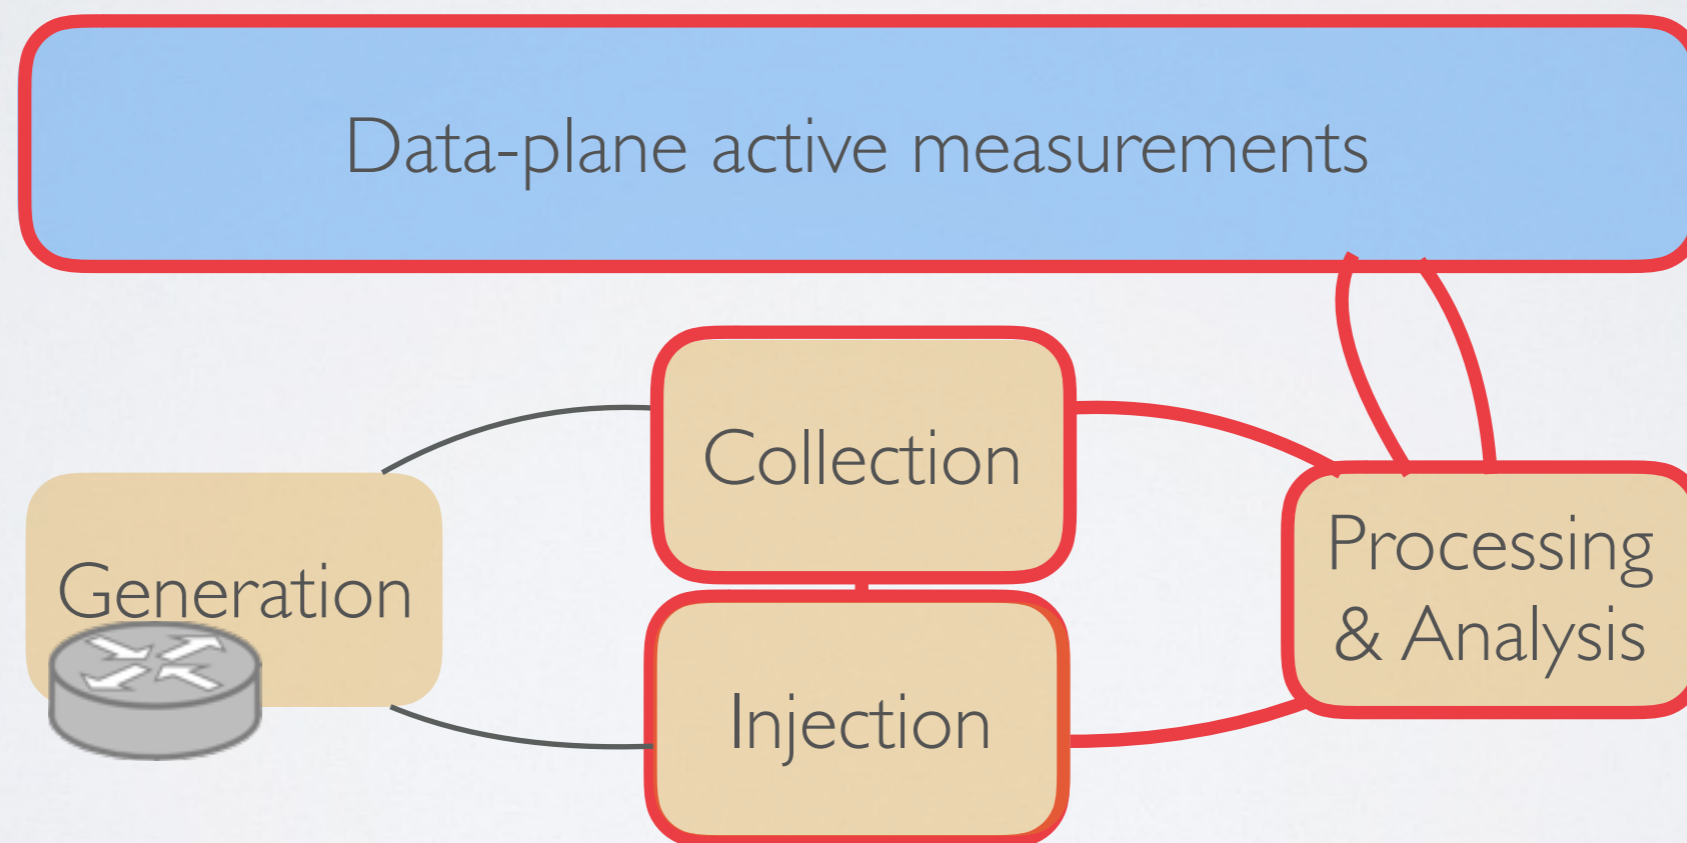 Data-plane active measurements
Collection
Generation
Processing
& Analysis
Injection